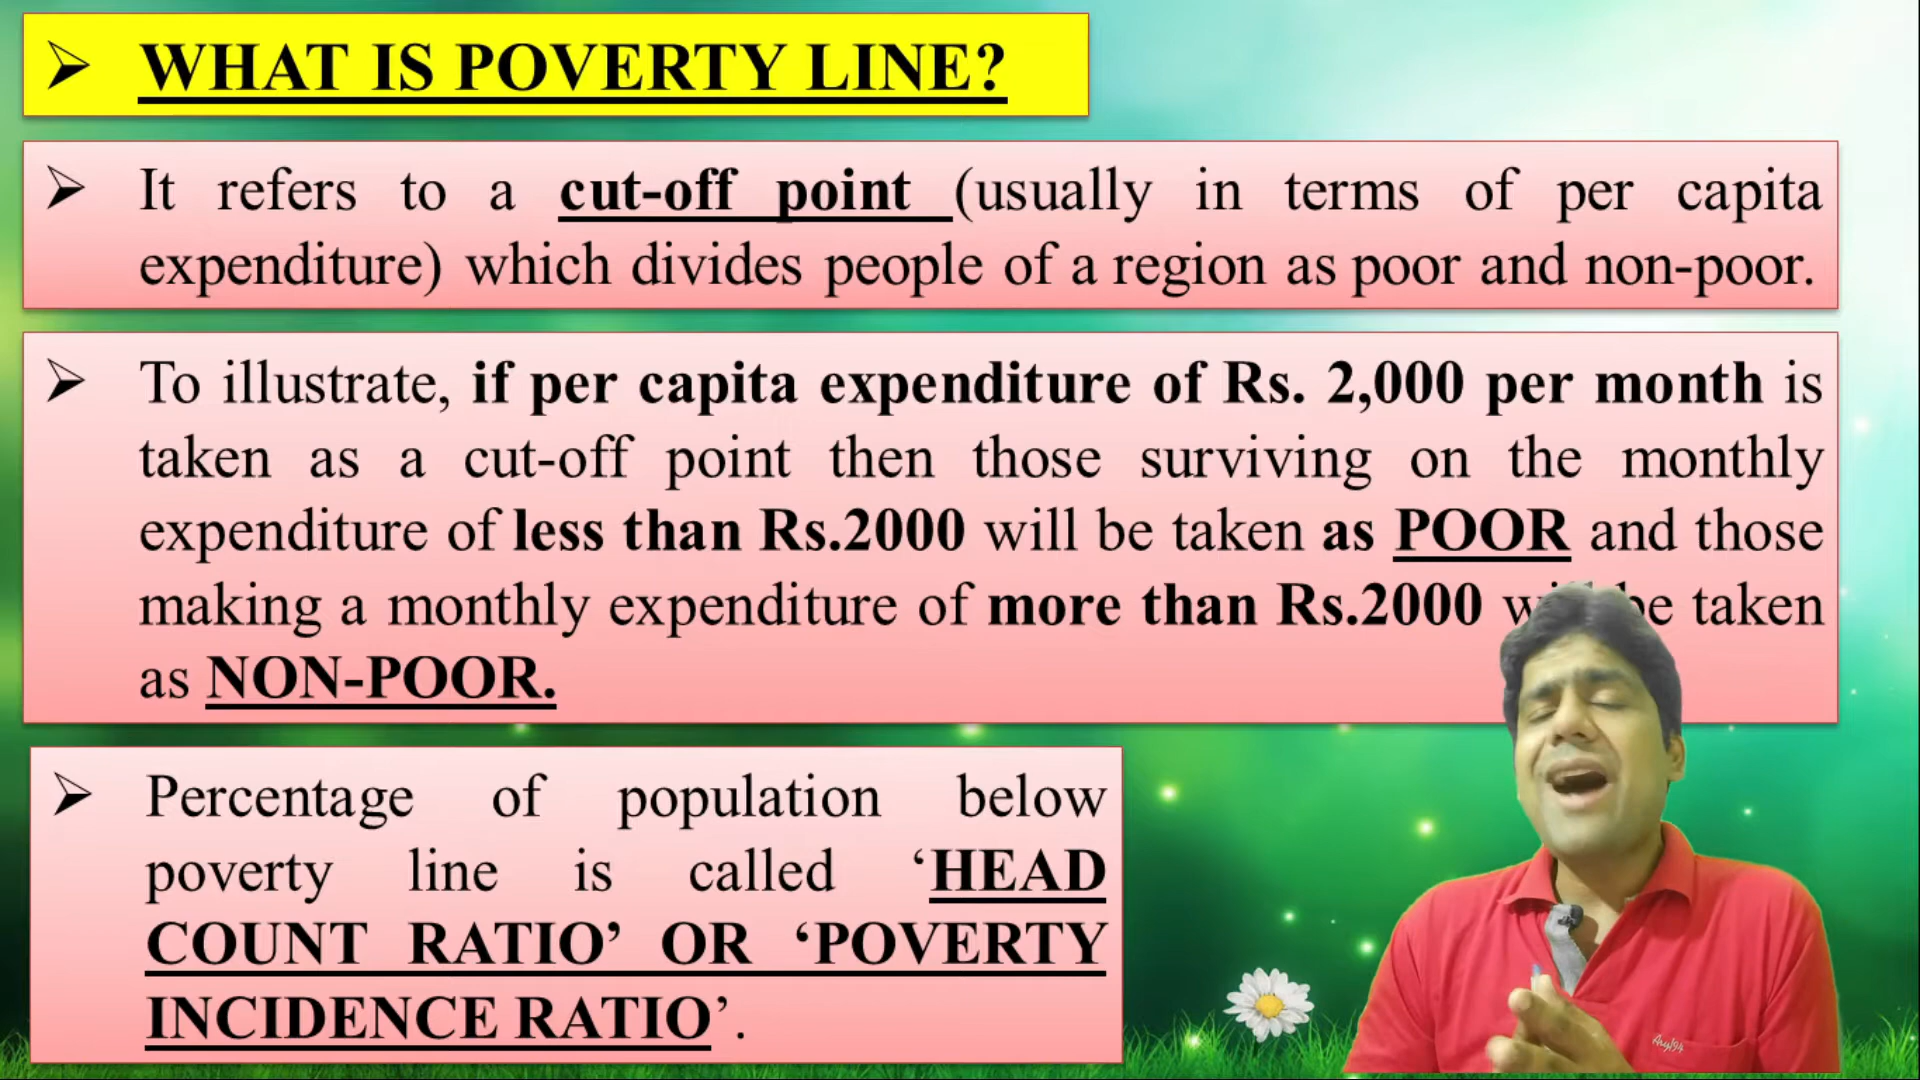 WHAT IS POVERTY LINE?
It refers to a cut-off point (usually in terms of per capita
expenditure) which divides people of a region as poor and non-poor.
To illustrate, if per capita expenditure of Rs. 2,000 per month is
taken as a cut-off point then those surviving on the monthly
expenditure of less than Rs.2000 will be taken as POOR and those
making a monthly expenditure of more than Rs.2000 be taken
as NON-POOR.
Percentage of population below
poverty line is called ‘HEAD
COUNT RATIO’ OR ‘POVERTY
INCIDENCE RATIO’.